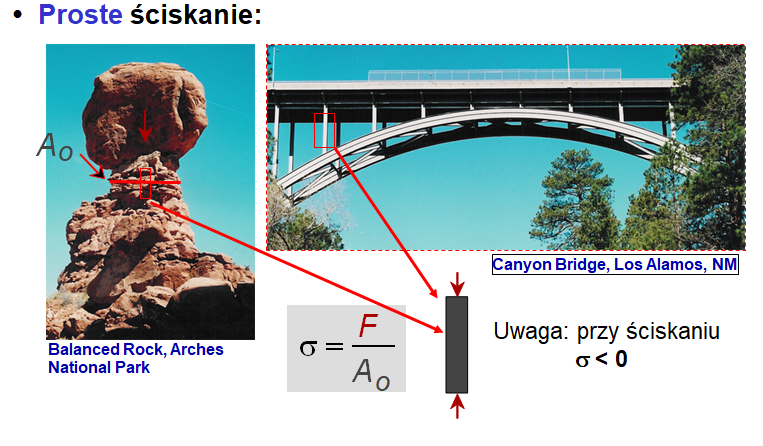 • Proste ściskanie:
Ao
Canyon Bridge, Los Alamos, NM
Balanced Rock, Arches
National Park
σ = F / Ao
Uwaga: przy ściskaniu
σ < 0